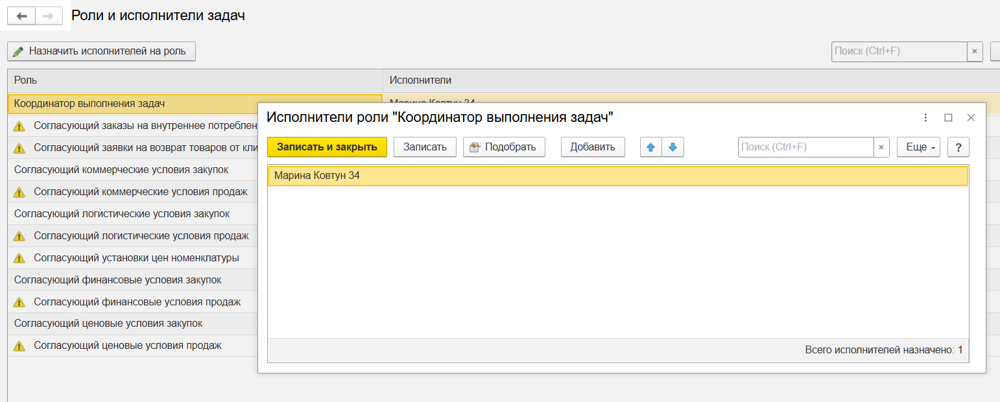 Роли и исполнители задач
Назначить исполнителей на роль
Поиск (Ctrl+F)
×
Роль
Исполнители
Координатор выполнения задач
Марина Ковтун 34
Согласующий заказы на внутреннее потреблен
Согласующий заявки на возврат товаров от кли
Согласующий коммерческие условия закупок
Согласующий коммерческие условия продаж
Согласующий логистические условия закупок
Согласующий логистические условия продаж
Согласующий установки цен номенклатуры
Согласующий финансовые условия закупок
Согласующий финансовые условия продаж
Согласующий ценовые условия закупок
Согласующий ценовые условия продаж
Исполнители роли "Координатор выполнения задач"
Записать и закрыть
Записать
Подобрать
Добавить
Поиск (Ctrl+F)
×
Еще
?
Марина Ковтун 34
Всего исполнителей назначено: 1